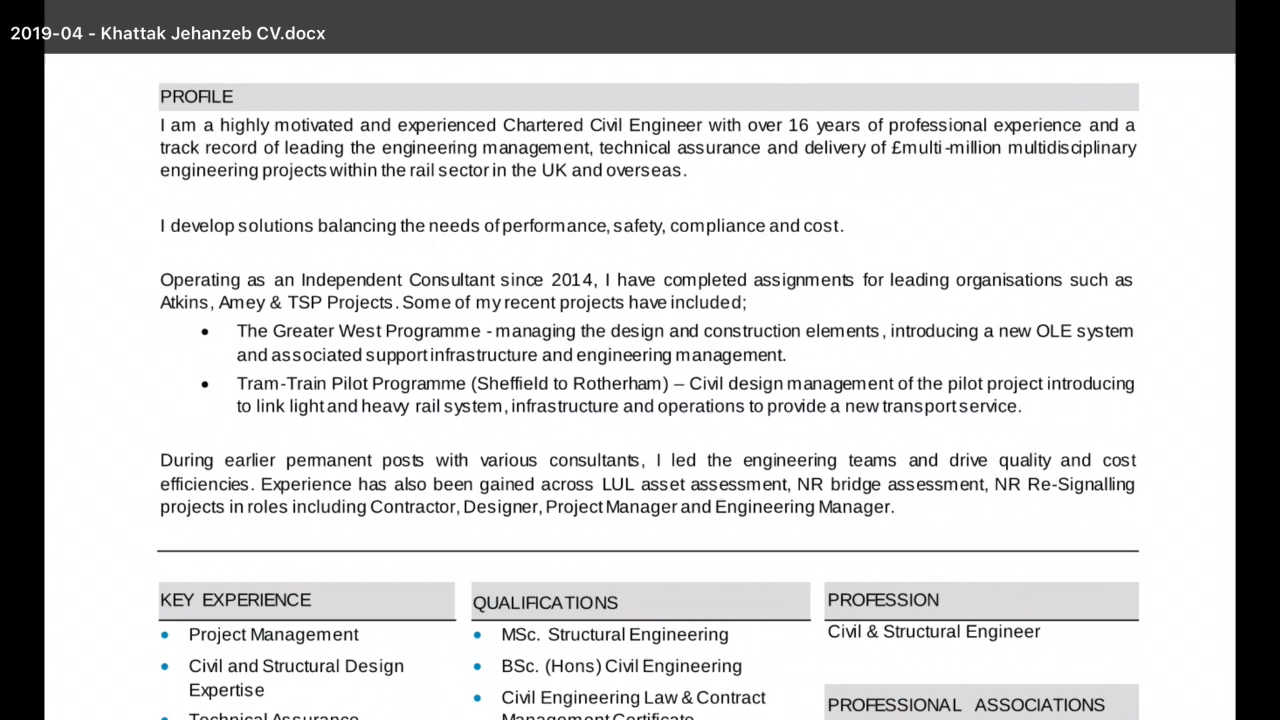 2019-04 - Khattak Jehanzeb CV.docx
PROFILE
I am a highly motivated and experienced Chartered Civil Engineer with over 16 years of professional experience and a
track record of leading the engineering management, technical assurance and delivery of £multi-million multidisciplinary
engineering projects within the rail sector in the UK and overseas.
I develop solutions balancing the needs of performance, safety, compliance and cost.
Operating as an Independent Consultant since 2014, I have completed assignments for leading organisations such as
Atkins, Amey & TSP Projects. Some of my recent projects have included;
• The Greater West Programme - managing the design and construction elements, introducing a new OLE system
and associated support infrastructure and engineering management.
• Tram-Train Pilot Programme (Sheffield to Rotherham) – Civil design management of the pilot project introducing
to link light and heavy rail system, infrastructure and operations to provide a new transport service.
During earlier permanent posts with various consultants, I led the engineering teams and drive quality and cost
efficiencies. Experience has also been gained across LUL asset assessment, NR bridge assessment, NR Re-Signalling
projects in roles including Contractor, Designer, Project Manager and Engineering Manager.
KEY EXPERIENCE
• Project Management
• Civil and Structural Design
Expertise
• Technical Assurance
QUALIFICATIONS
• MSc. Structural Engineering
• BSc. (Hons) Civil Engineering
• Civil Engineering Law & Contract
Management Certificate
PROFESSION
Civil & Structural Engineer
PROFESSIONAL ASSOCIATIONS